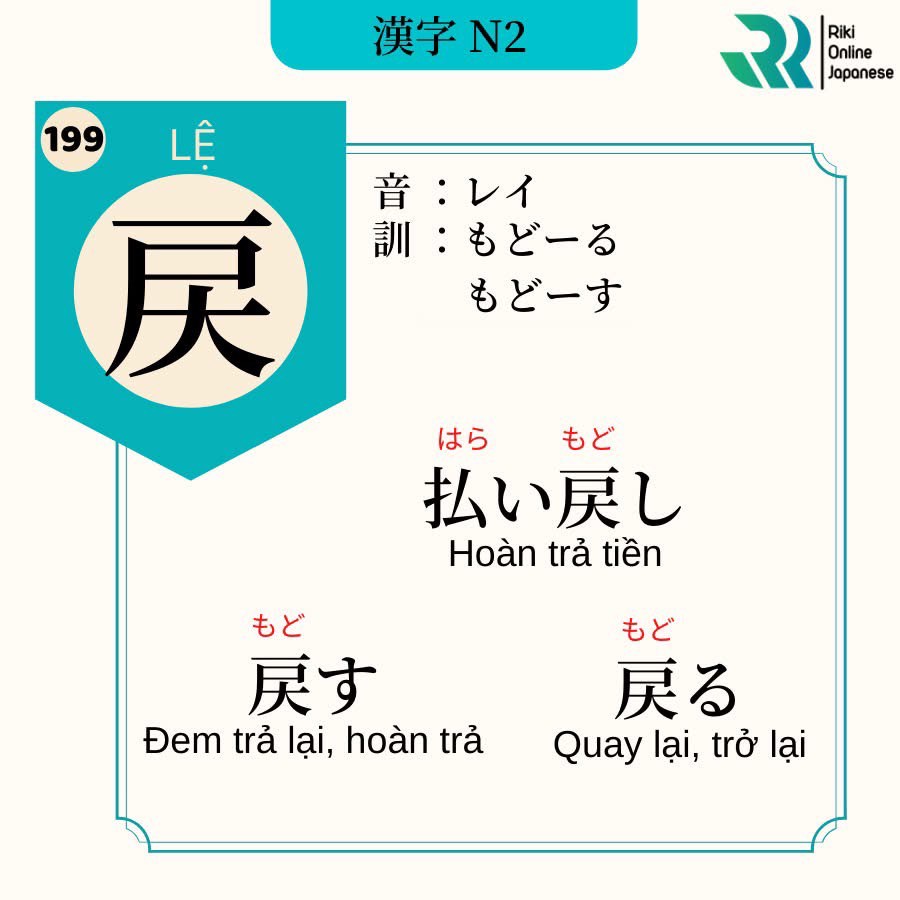 漢字 N2
Riki
Online
Japanese
199
LỆ
戻
音 ：レイ
訓 ：もどーる
もどーす
はら もど
払い戻し
Hoàn trả tiền
もど
戻す
Đem trả lại, hoàn trả
もど
戻る
Quay lại, trở lại